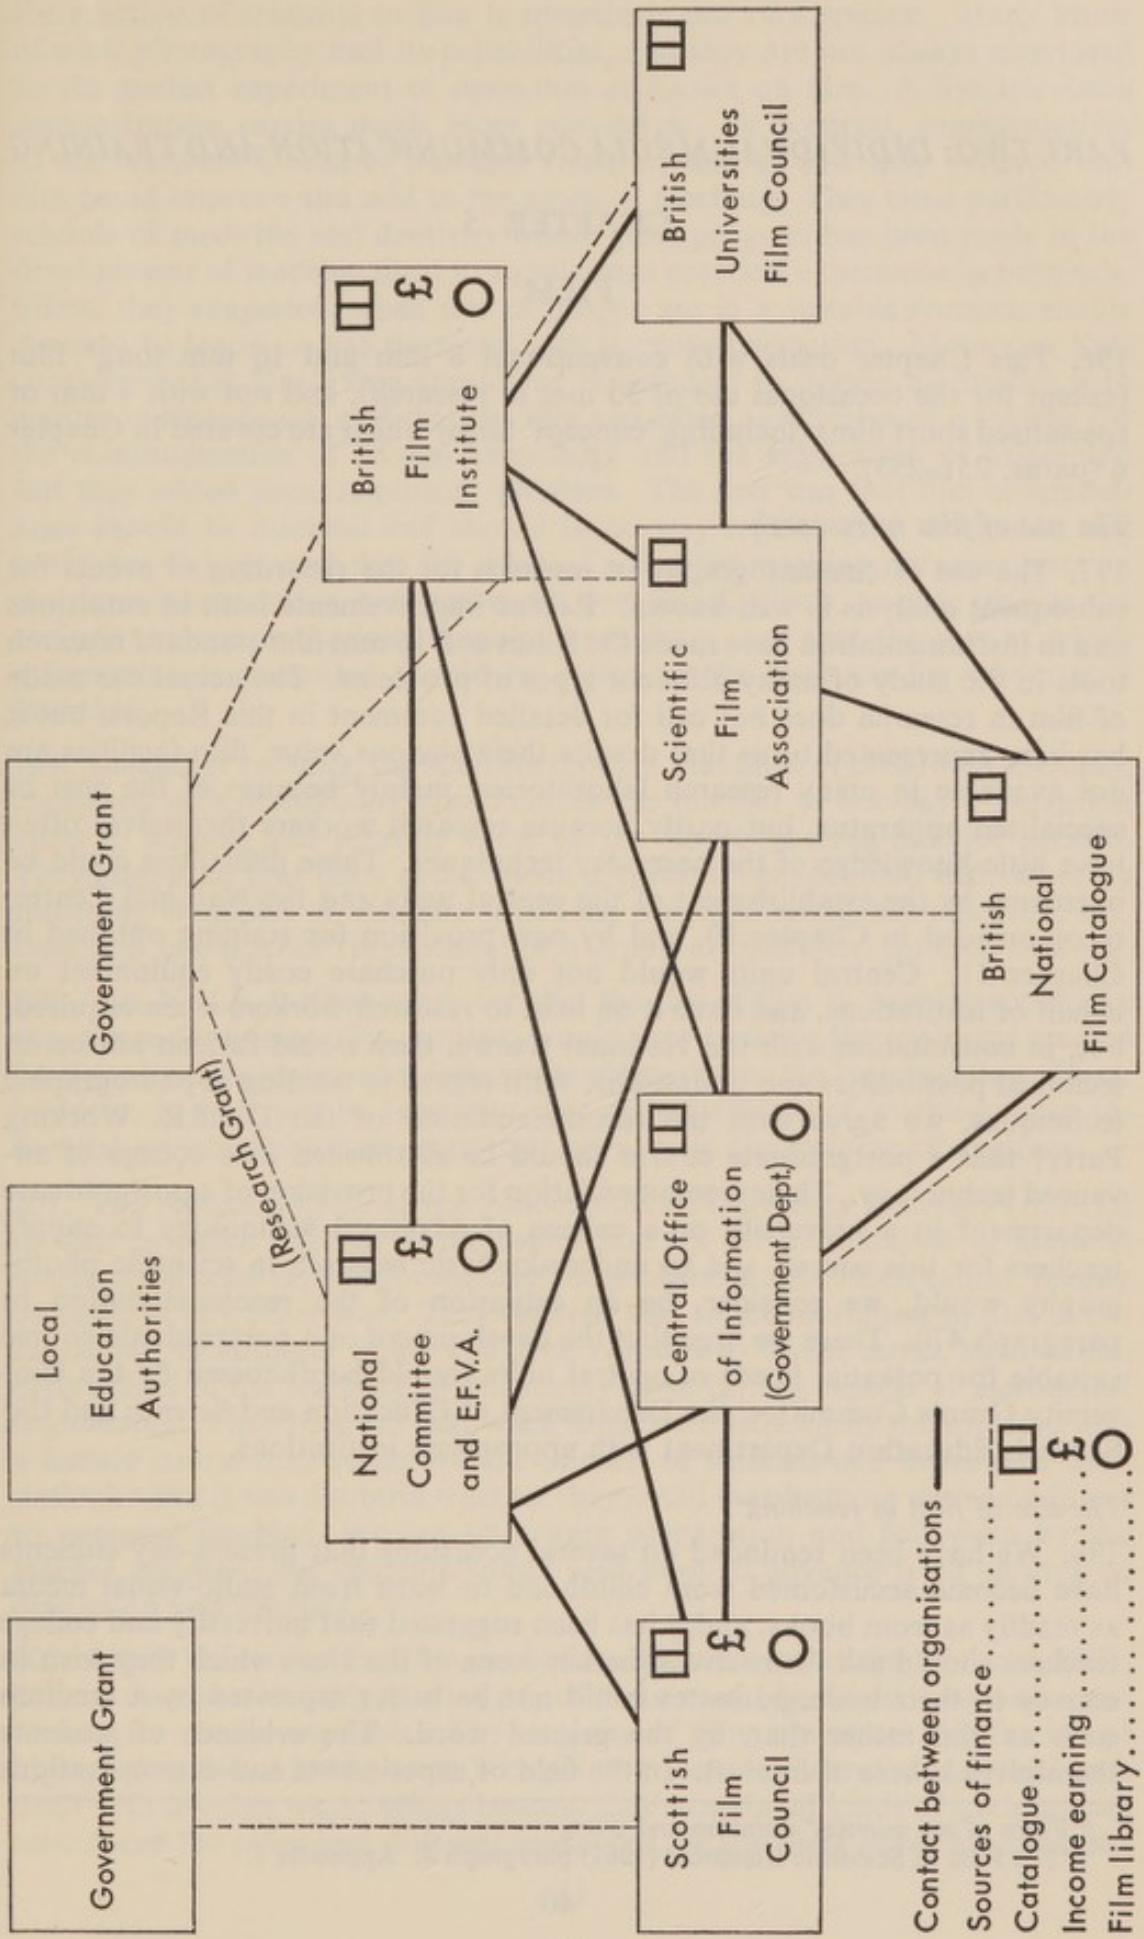 Government Grant
Local
Education
Authorities
Government Grant
(Research Grant)
National
Committee £
and E.F.V.A.
British
Film £
Institute
Scottish
Film £
Council
Central Office
of Information
(Government Dept.)
Scientific
Film
Association
British
Universities
Film Council
British
National
Film Catalogue
Contact between organisations
Sources of finance
Catalogue
Income earning £
Film library